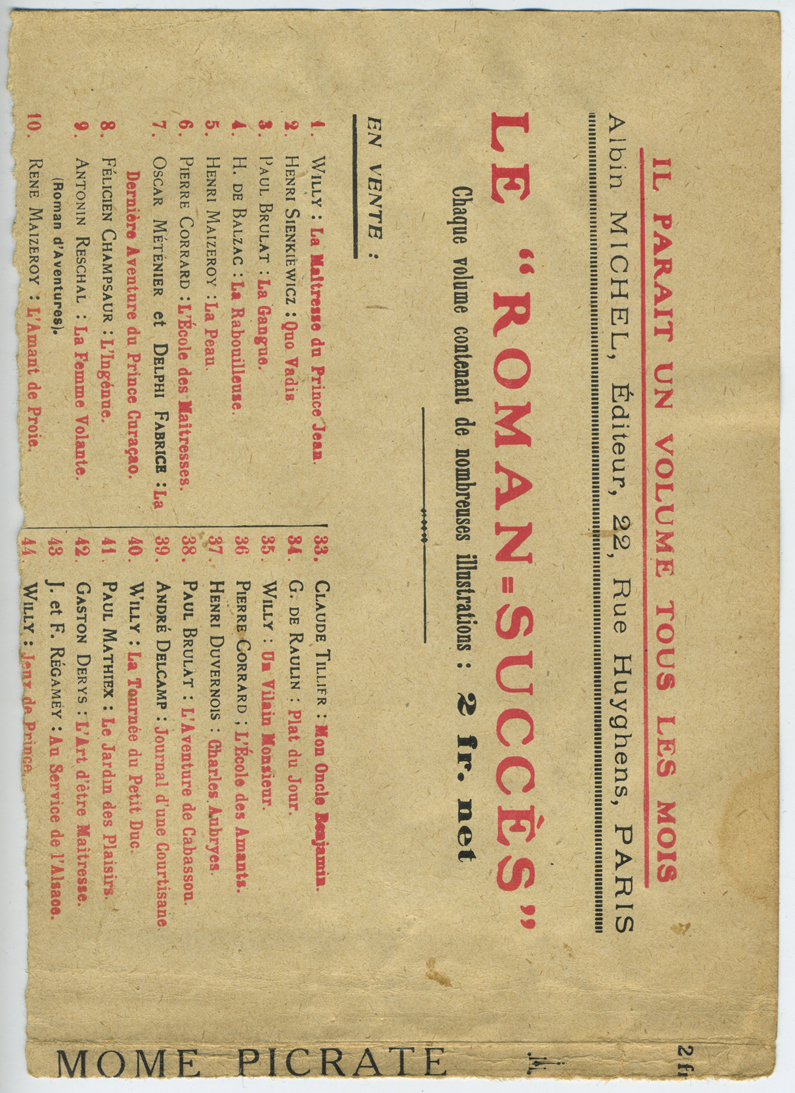 IL PARAIT UN VOLUME TOUS LES MOIS
Albin MICHEL, Éditeur, 22, Rue Huyghens, PARIS
LE “ROMAN=SUCCÈS”
Chaque volume contenant de nombreuses illustrations : 2 fr. net
EN VENTE :
1. WILLY : La Maîtresse du Prince Jean.
2. HENRI SIENKIEWICZ : Quo Vadis
3. PAUL BRULAT : La Gangue.
4. H. DE BALZAC : La Rabouilleuse.
5. HENRI MAIZEROY : La Peau.
6. PIERRE CORRARD : L'École des Maîtresses.
7. OSCAR MÉTÉNIER et DELPHI FABRICE : La
Dernière Aventure du Prince Curaçao.
8. FÉLICIEN CHAMPSAUR : L'Ingénue.
9. ANTONIN RESCHAL : La Femme Volante.
(Roman d'Aventures).
10. RENE MAIZEROY : L'Amant de Proie.
33. CLAUDE TILLIER : Mon Oncle Benjamin.
34. G. DE RAULIN : Plat du Jour.
35. WILLY : Un Vilain Monsieur.
36 PIERRE CORRARD ; L'École des Amants.
37. HENRI DUVERNOIS : Charles Aubryes.
38. PAUL BRULAT : L'Aventure de Cabassou.
39. ANDRÉ DELCAMP : Journal d'une Courtisane
40. WILLY : La Tournée du Petit Duc.
41. PAUL MATHIEX : Le Jardin des Plaisirs.
42. GASTON DERYS : L'Art d'être Maitresse.
43. J. et F. RÉGAMEY : Au Service de l'Alsace.
44. WILLY : Jeux de Prince.
MOME PICRATE
2 fr